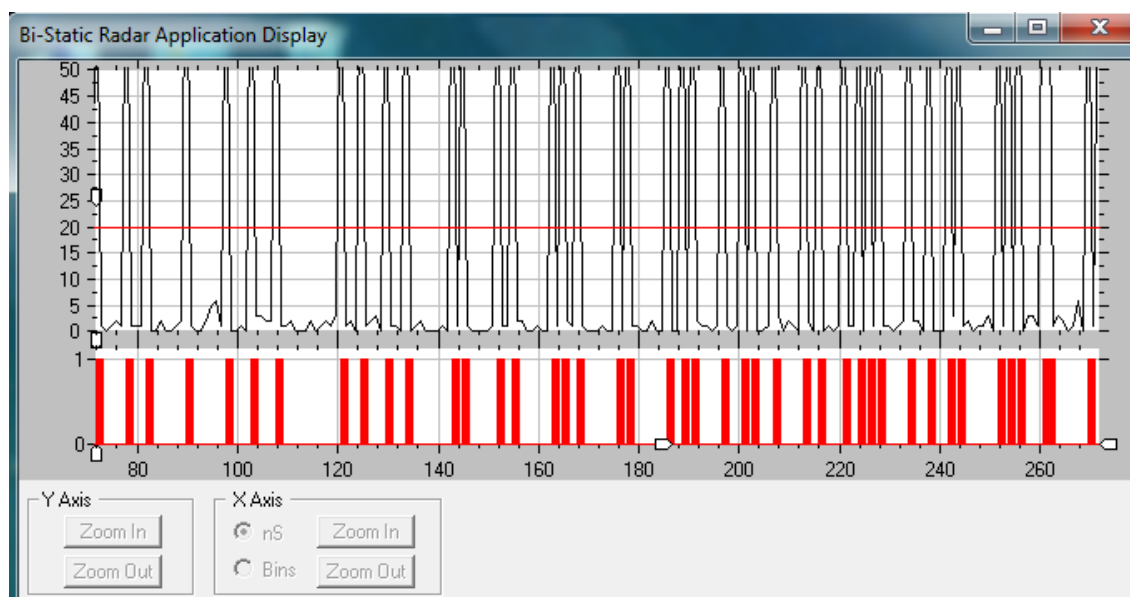 Bi-Static Radar Application Display
50
45
40
35
30
25
20
15
10
5
0
1
0
80 100 120 140 160 180 200 220 240 260
Y Axis X Axis
Zoom In nS Zoom In
Zoom Out Bins Zoom Out